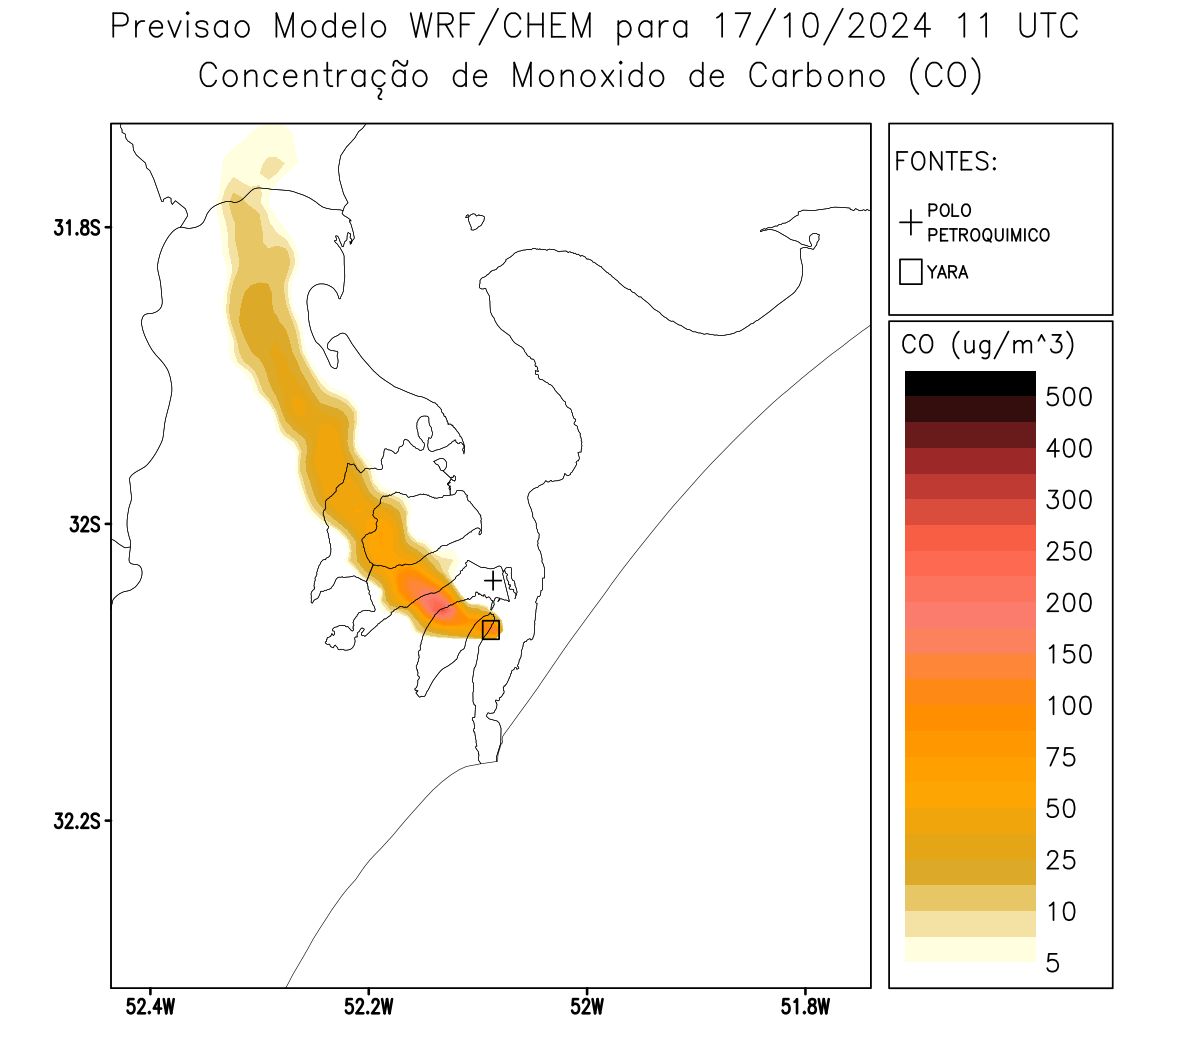 Previsao Modelo WRF/CHEM para 17/10/2024 11 UTC
Concentração de Monoxido de Carbono (CO)
FONTES:
POLO
PETROQUIMICO
YARA
CO (ug/m^3)
500
400
300
250
200
150
100
75
50
25
10
5
31.8S
32S
32.2S
52.4W
52.2W
52W
51.8W